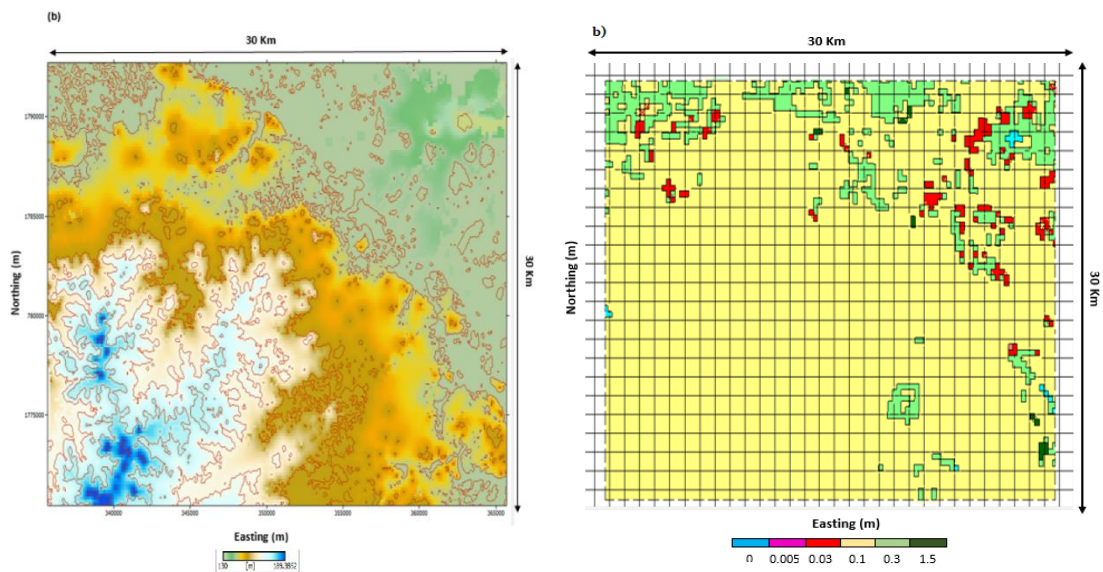 (b)
30 Km
1790000
1785000
1780000
1775000
Northing (m)
30 Km
340000
345000
350000
355000
360000
365000
Easting (m)
130
[m]
b)
30 Km
Northing (m)
30 Km
Easting (m)
0
0.005
0.03
0.1
0.3
1.5